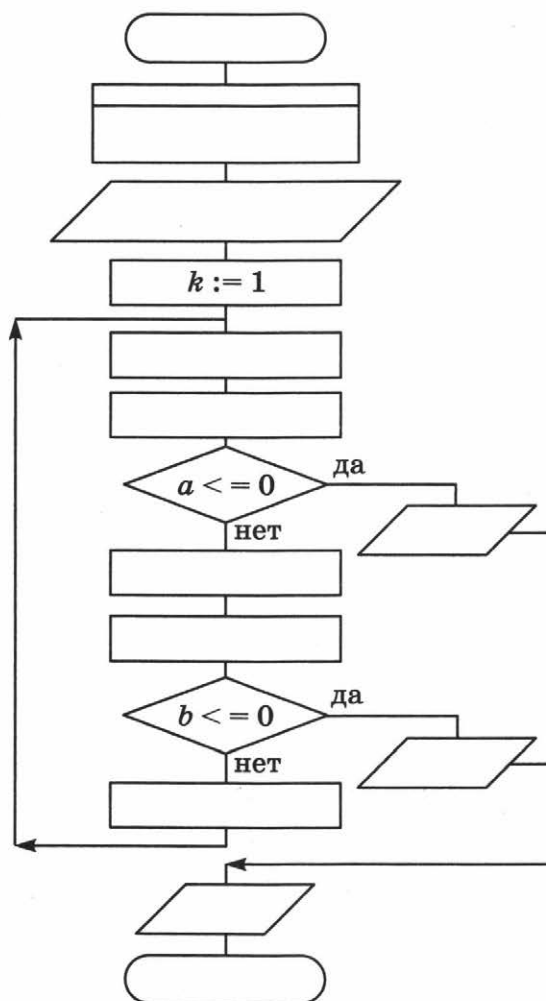 k := 1
да
a < = 0
нет
да
b < = 0
нет